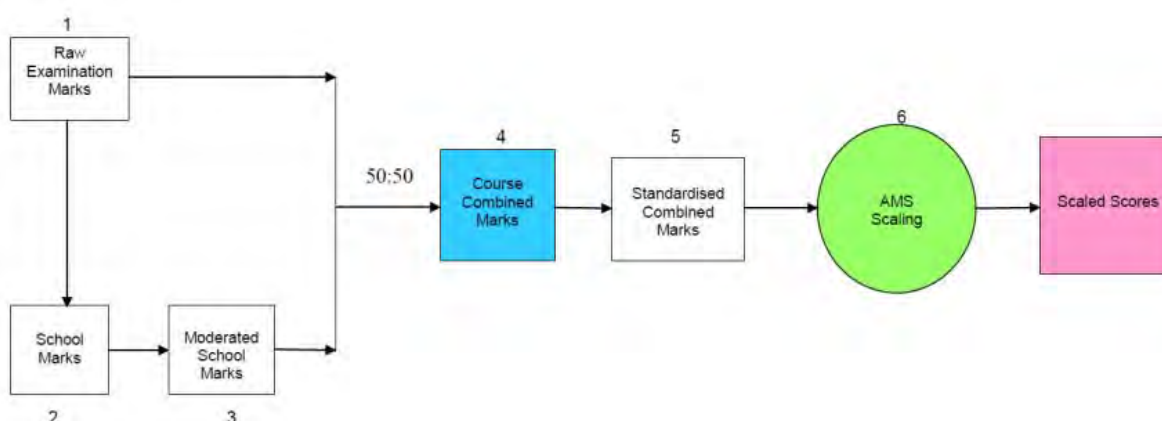 1
Raw
Examination
Marks
50:50
4
Course
Combined
Marks
5
Standardised
Combined
Marks
6
AMS
Scaling
Scaled Scores
School
Marks
2
Moderated
School
Marks
3